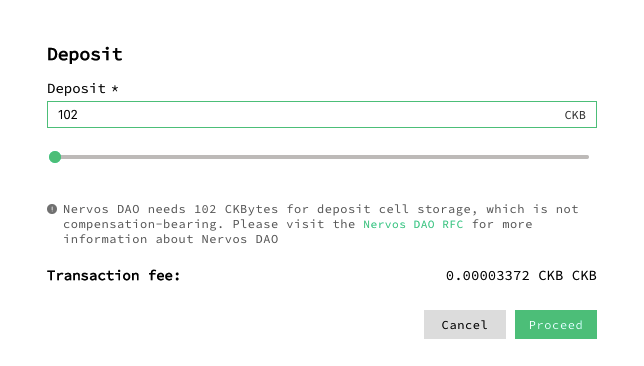 Deposit
Deposit *
102 CKB
Nervos DAO needs 102 CKBytes for deposit cell storage, which is not
compensation-bearing. Please visit the Nervos DAO RFC for more
information about Nervos DAO
Transaction fee: 0.00003372 CKB CKB
Cancel Proceed